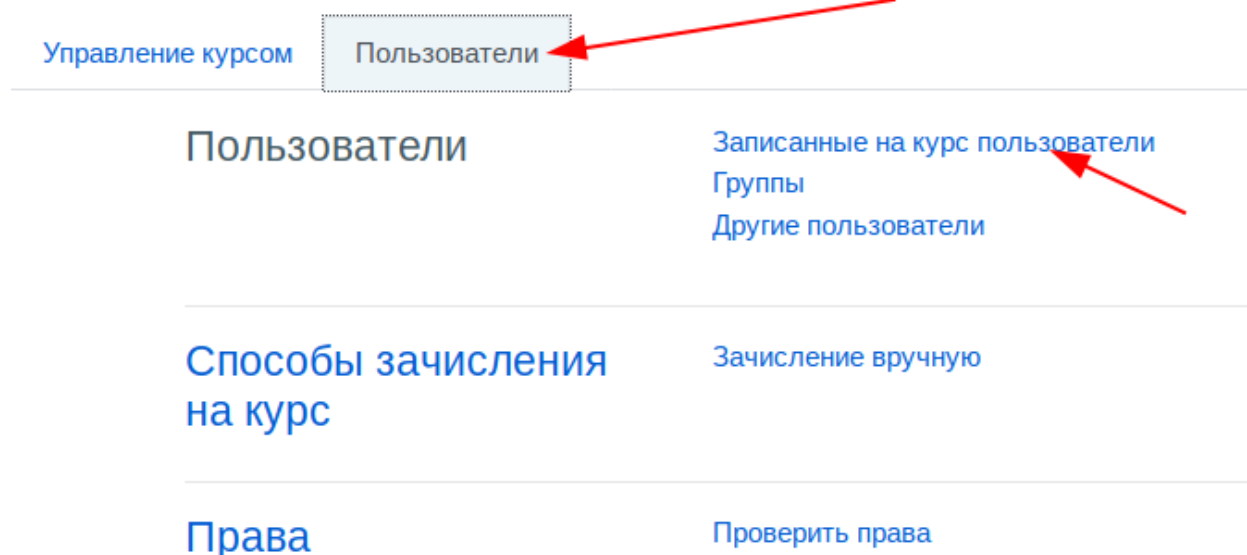 Управление курсом Пользователи
Пользователи
Записанные на курс пользователи
Группы
Другие пользователи
Способы зачисления
на курс
Зачисление вручную
Права
Проверить права